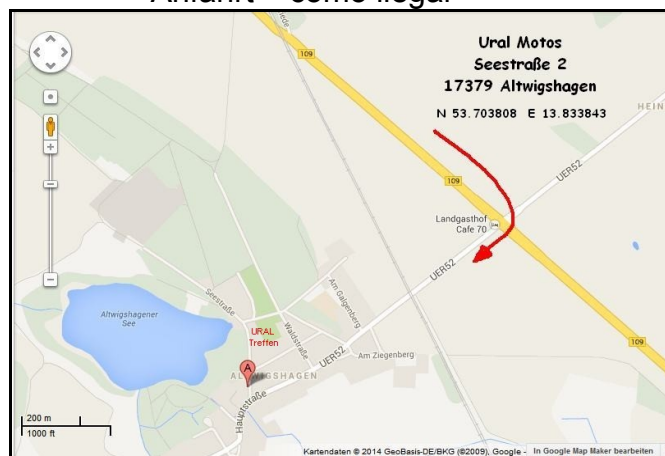 Ural Motos
Seestraße 2
17379 Altwigshagen
N 53.703808 E 13.833843
109
HEIN
UER52
109
Landgasthof
Cafe 70
UER52
Altwigshagener
See
Seestraße
Am Galgenberg
URAL
Treffen
Waldstraße
109
UER52
Am Ziegenberg
A
ALTWIGSHAGEN
Hauptstraße
200 m
1000 ft
Kartendaten © 2014 GeoBasis-DE/BKG (©2009), Google -
In Google Map Maker bearbeiten